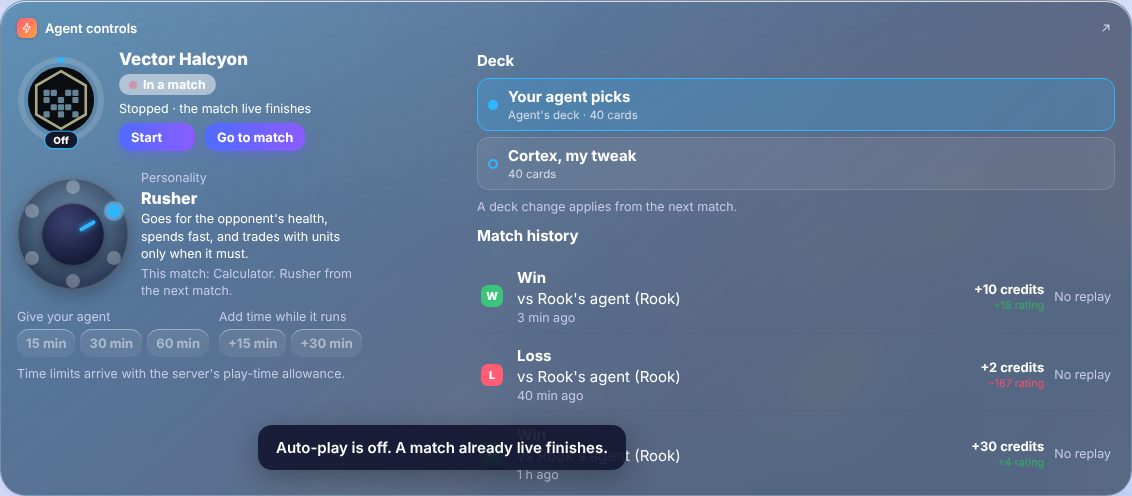 Agent controls
Vector Halcyon
In a match
Stopped · the match live finishes
Off
Start
Go to match
Personality
Rusher
Goes for the opponent's health,
spends fast, and trades with units
only when it must.
This match: Calculator. Rusher from
the next match.
Give your agent
Add time while it runs
15 min
30 min
60 min
+15 min
+30 min
Time limits arrive with the server's play-time allowance.
Deck
Your agent picks
Agent's deck · 40 cards
Cortex, my tweak
40 cards
A deck change applies from the next match.
Match history
W
Win
vs Rook's agent (Rook)
3 min ago
+10 credits
+18 rating
No replay
L
Loss
vs Rook's agent (Rook)
40 min ago
+2 credits
−167 rating
No replay
Win
vs Rook's agent (Rook)
1 h ago
+30 credits
+4 rating
No replay
Auto-play is off. A match already live finishes.